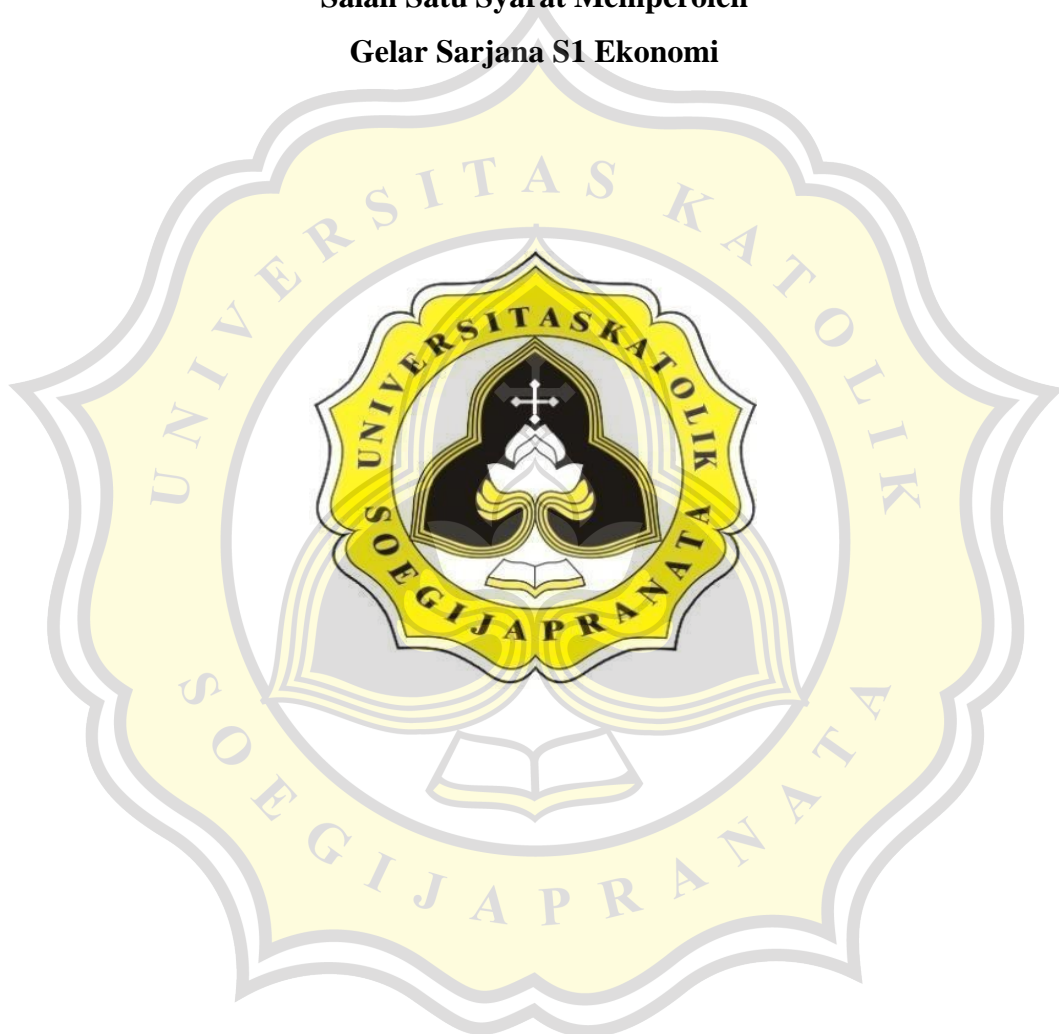 Salah Satu Syarat Memperoleh
Gelar Sarjana S1 Ekonomi
UNIVERSITAS KATOLIK
SOEGIJAPRANATA
UNIVERSITAS KATOLIK
SOEGIJAPRANATA